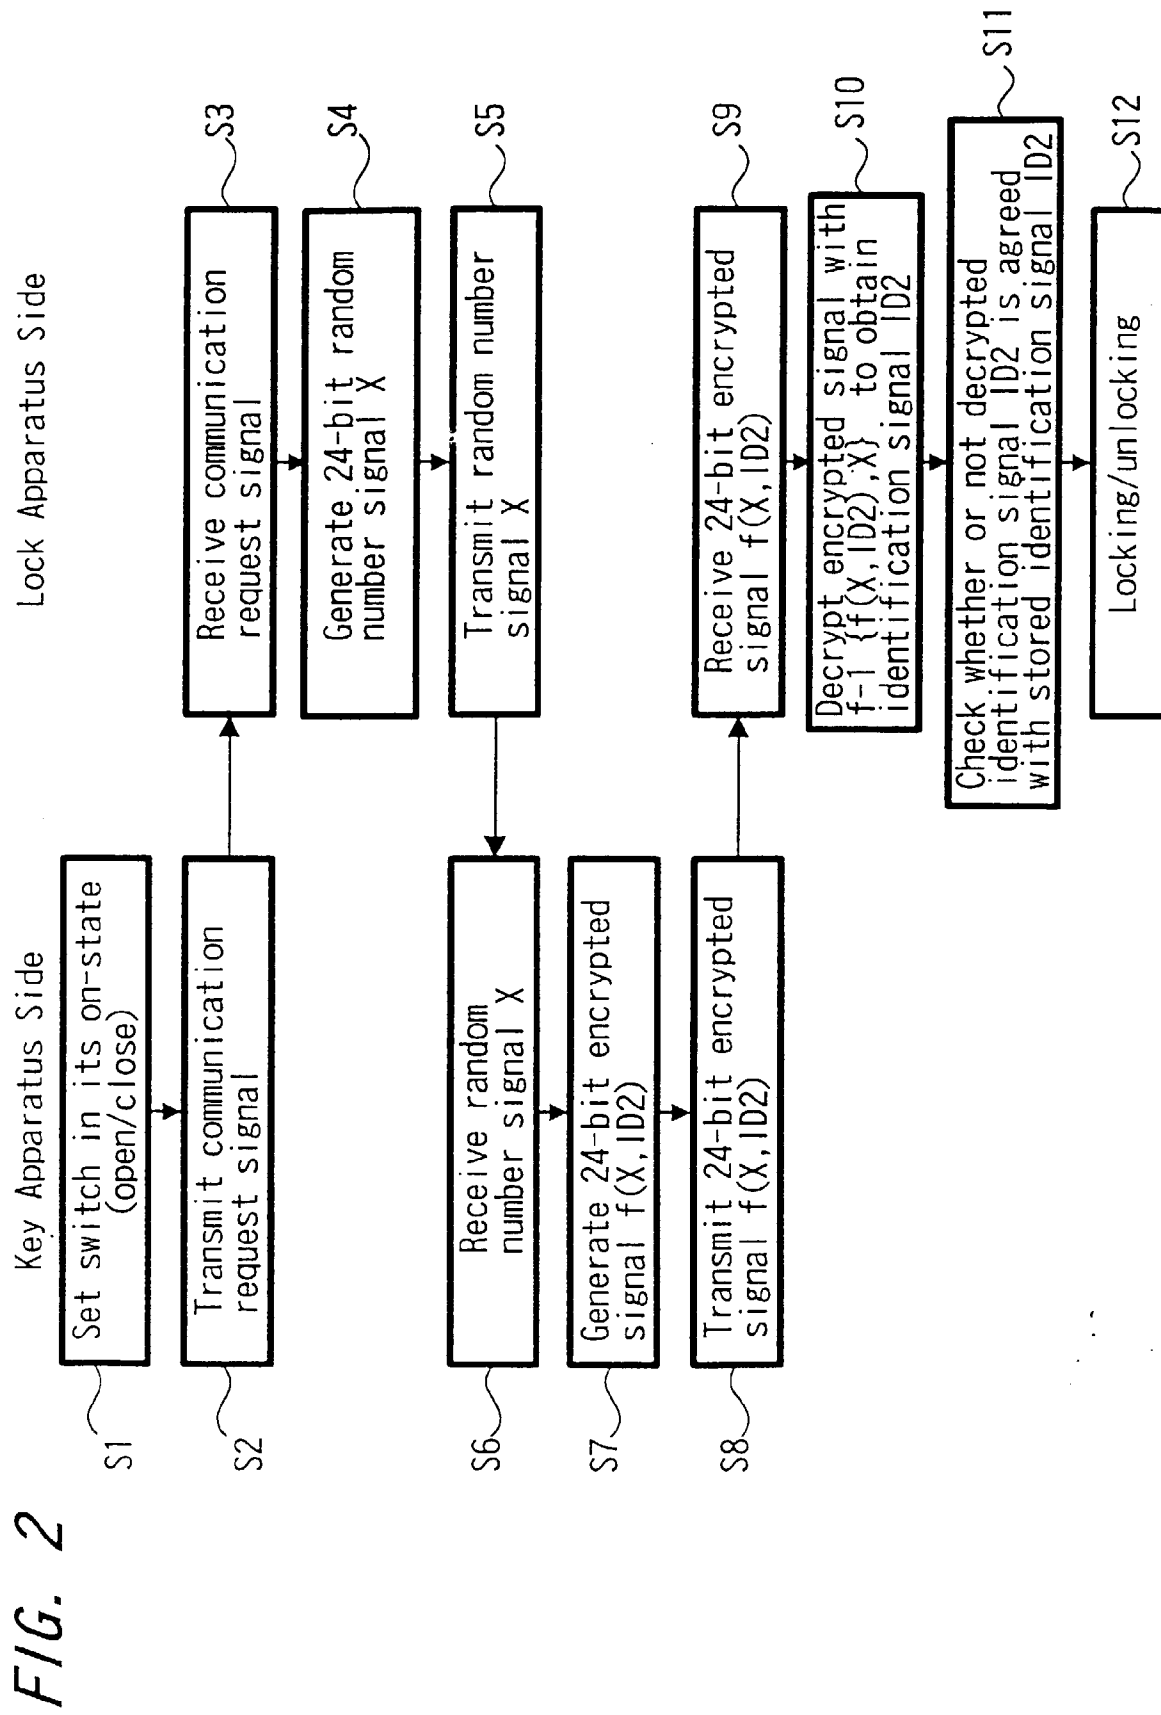 FIG. 2
Key Apparatus Side
Lock Apparatus Side
S1
Set switch in its on-state
(open/close)
S2
Transmit communication
request signal
Receive communication
request signal
S3
Generate 24-bit random
number signal X
S4
Transmit random number
signal X
S5
S6
Receive random
number signal X
S7
Generate 24-bit encrypted
signal f(X,ID2)
S8
Transmit 24-bit encrypted
signal f(X,ID2)
Receive 24-bit encrypted
signal f(X,ID2)
S9
Decrypt encrypted signal with
f-1 {f(X,ID2),X} to obtain
identification signal ID2
S10
Check whether or not decrypted
identification signal ID2 is agreed
with stored identification signal ID2
S11
Locking/unlocking
S12